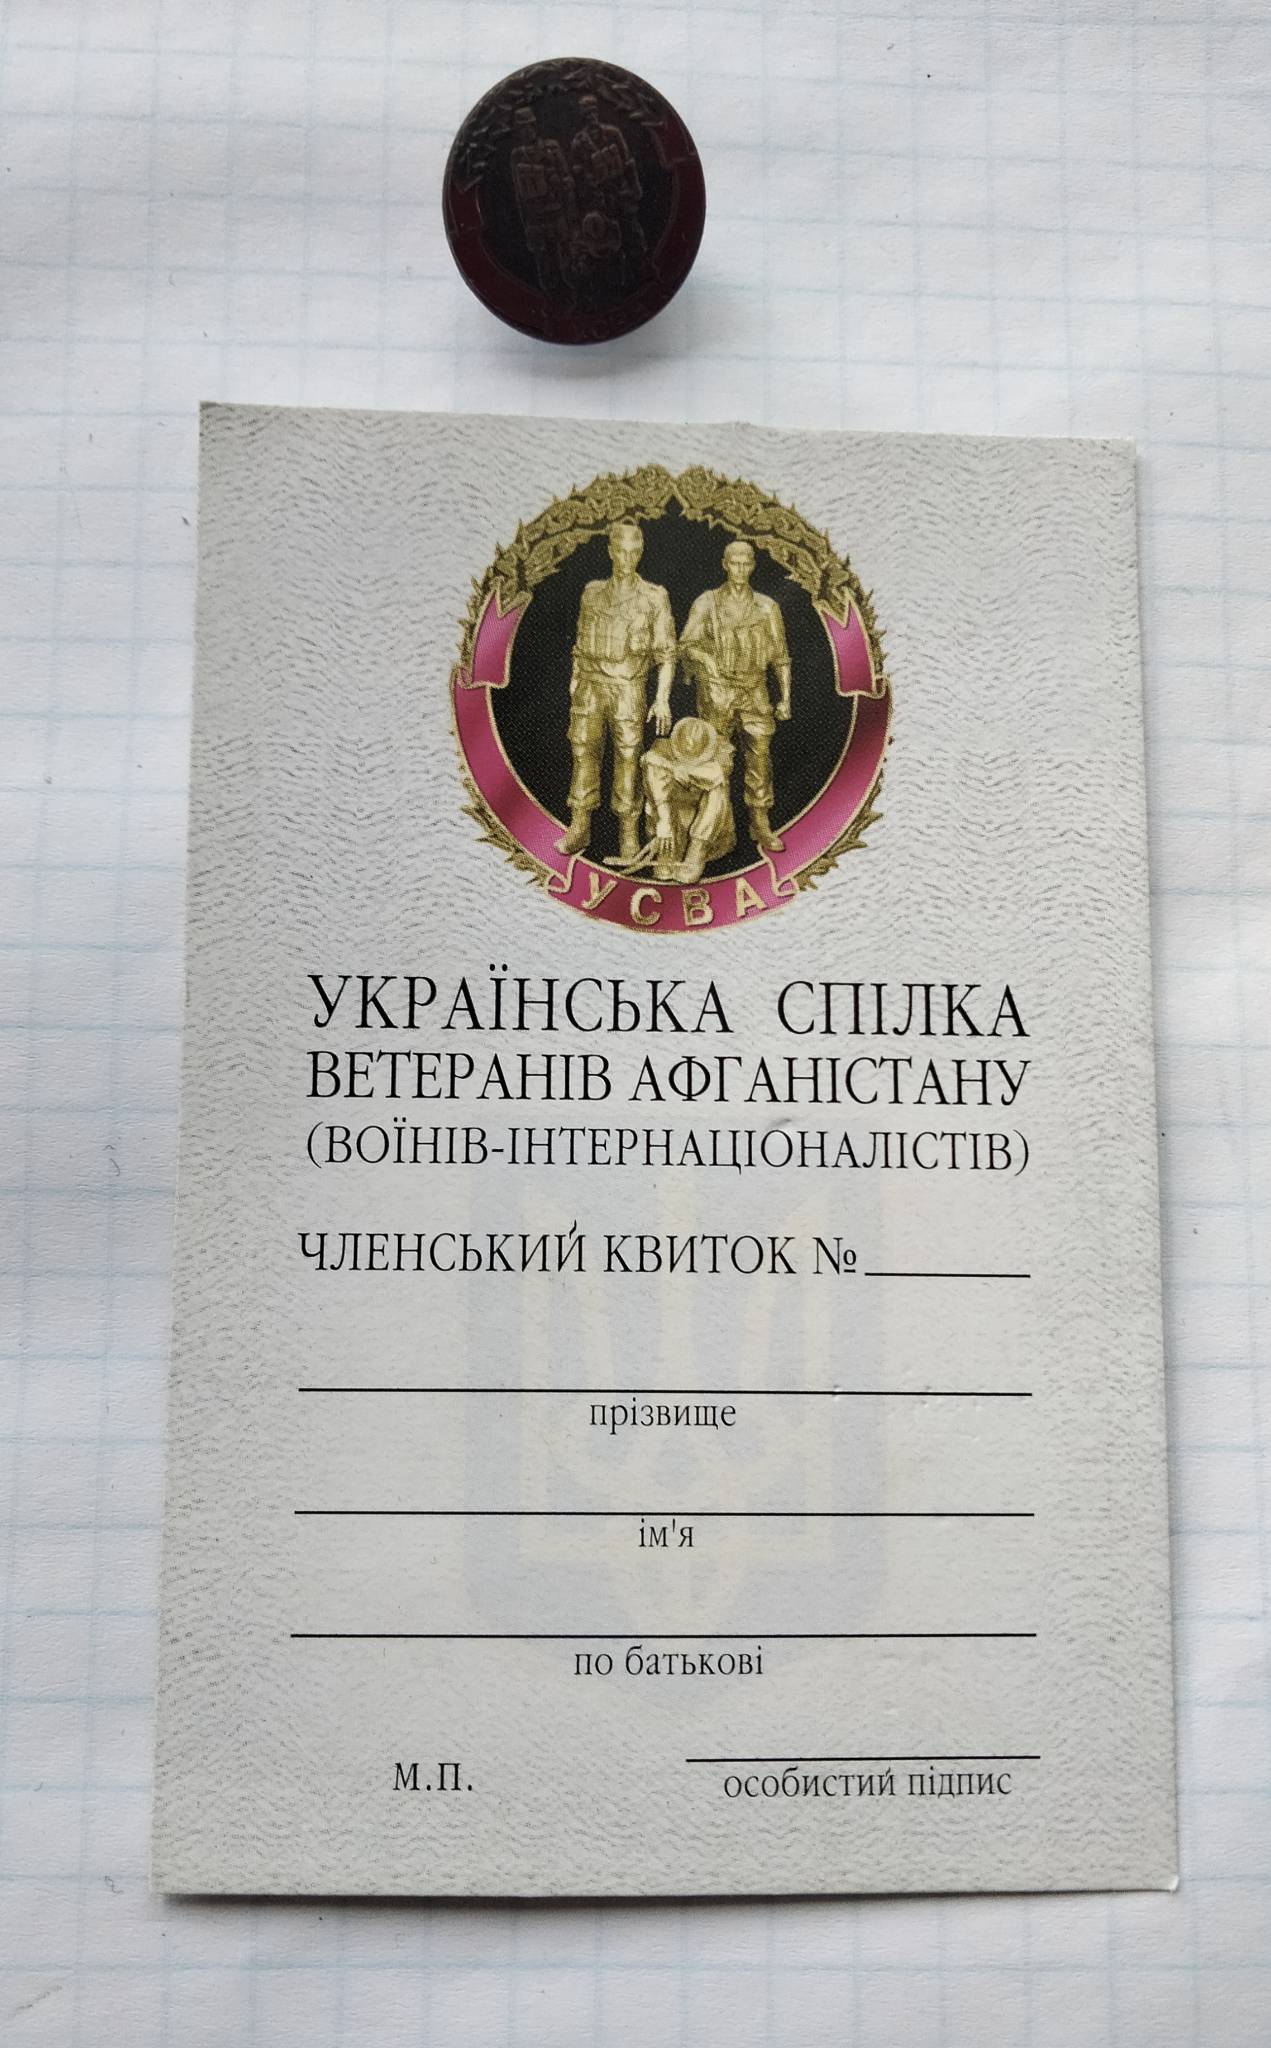 УСВА
УКРАЇНСЬКА СПІЛКА
ВЕТЕРАНІВ АФГАНІСТАНУ
(ВОЇНІВ-ІНТЕРНАЦІОНАЛІСТІВ)
ЧЛЕНСЬКИЙ КВИТОК №
прізвище
ім'я
по батькові
М.П.
особистий підпис